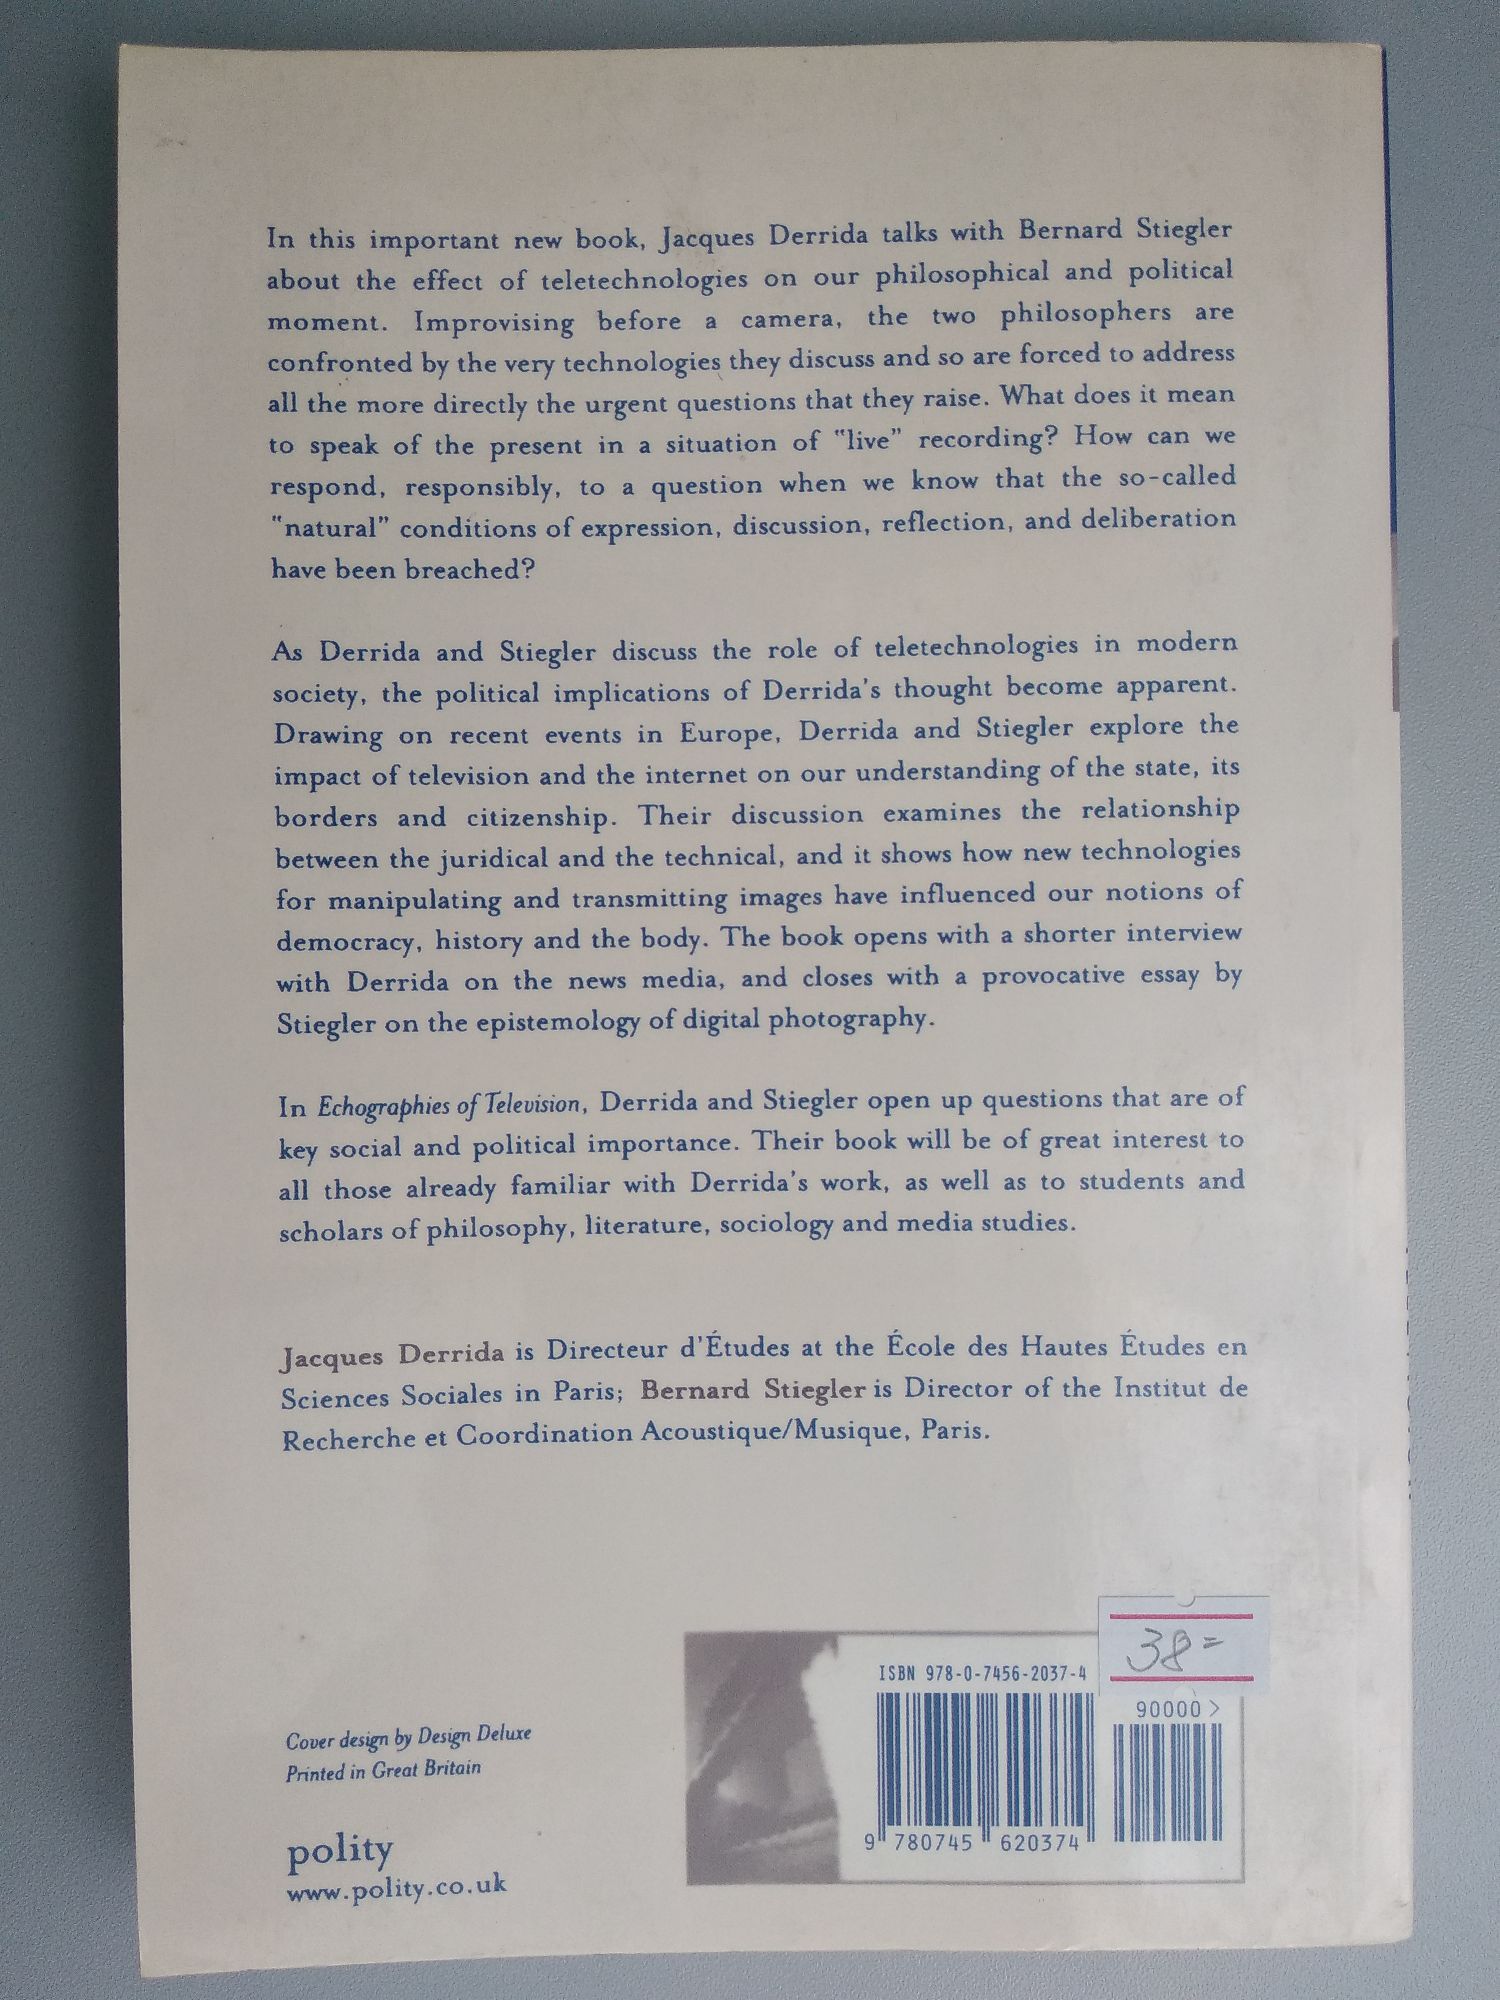 In this important new book, Jacques Derrida talks with Bernard Stiegler
about the effect of teletechnologies on our philosophical and political
moment. Improvising before a camera, the two philosophers are
confronted by the very technologies they discuss and so are forced to address
all the more directly the urgent questions that they raise. What does it mean
to speak of the present in a situation of "live" recording? How can we
respond, responsibly, to a question when we know that the so-called
"natural" conditions of expression, discussion, reflection, and deliberation
have been breached?
As Derrida and Stiegler discuss the role of teletechnologies in modern
society, the political implications of Derrida's thought become apparent.
Drawing on recent events in Europe, Derrida and Stiegler explore the
impact of television and the internet on our understanding of the state, its
borders and citizenship. Their discussion examines the relationship
between the juridical and the technical, and it shows how new technologies
for manipulating and transmitting images have influenced our notions of
democracy, history and the body. The book opens with a shorter interview
with Derrida on the news media, and closes with a provocative essay by
Stiegler on the epistemology of digital photography.
In Echographies of Television, Derrida and Stiegler open up questions that are of
key social and political importance. Their book will be of great interest to
all those already familiar with Derrida's work, as well as to students and
scholars of philosophy, literature, sociology and media studies.
Jacques Derrida is Directeur d'Études at the École des Hautes Études en
Sciences Sociales in Paris; Bernard Stiegler is Director of the Institut de
Recherche et Coordination Acoustique/Musique, Paris.
38=
ISBN 978-0-7456-2037-4
90000>
9 780745 620374
Cover design by Design Deluxe
Printed in Great Britain
polity
www.polity.co.uk